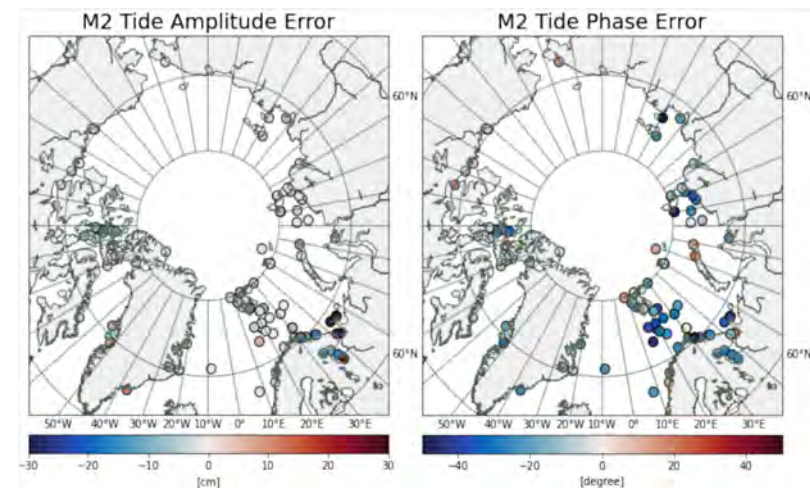 M2 Tide Amplitude Error
M2 Tide Phase Error
60°N
60°N
60°N
60°N
50°W 40°W 30°W 20°W 10°W 0° 10°E 20°E 30°E
50°W 40°W 30°W 20°W 10°W 0° 10°E 20°E 30°E
−30 −20 −10 0 10 20 30
[cm]
−40 −20 0 20 40
[degree]